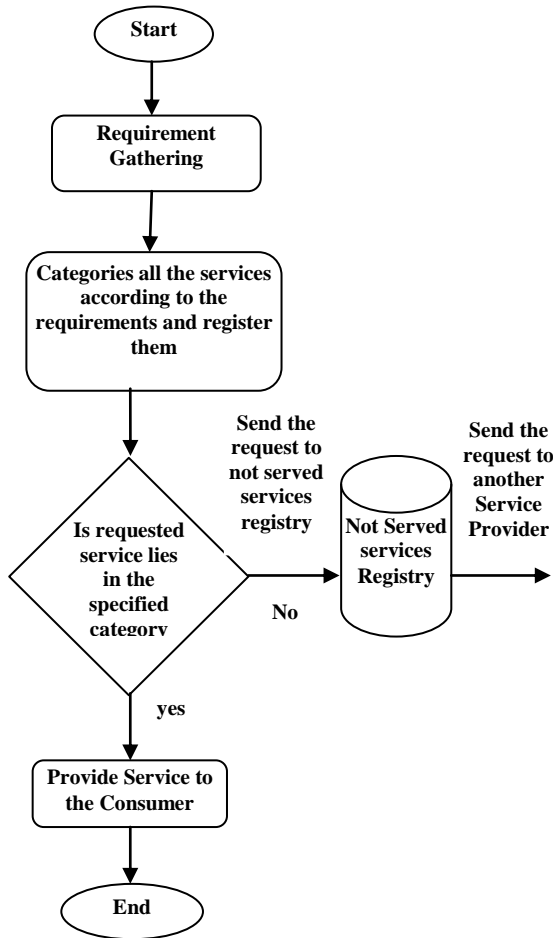 Start
Requirement
Gathering
Categories all the services
according to the
requirements and register
them
Send the
request to
not served
services
registry
Send the
request to
another
Service
Provider
Is requested
service lies
in the
specified
category
Not Served
services
Registry
No
yes
Provide Service to
the Consumer
End